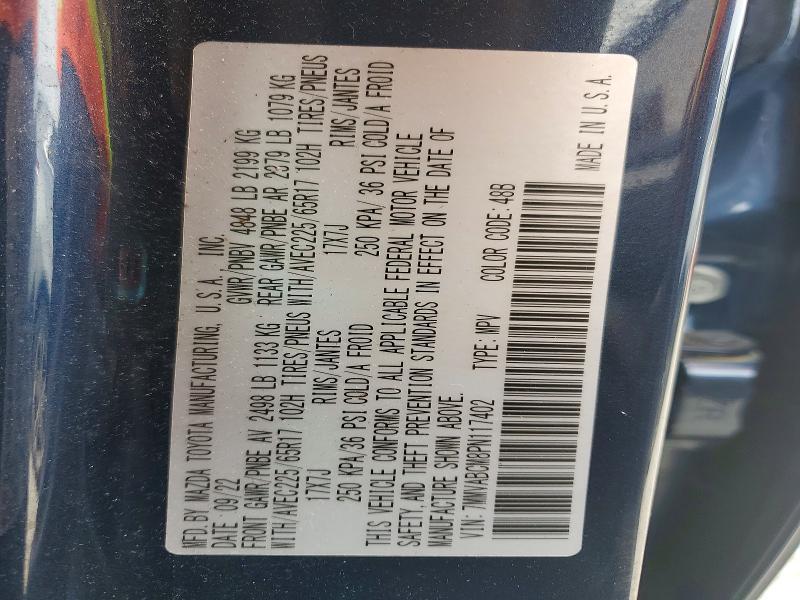 MFD.BY MAZDA TOYOTA MANUFACTURING, U.S.A. INC.
DATE 09/22 GVWR/PNBV 4848 LB 2199 KG
FRONT GAWR/PNBE AV 2498 LB 1133 KG REAR GAWR/PNBE AR 2379 LB 1079 KG
WITH/AVEC225/65R17 102H TIRES/PNEUS WITH/AVEC225/65R17 102H TIRES/PNEUS
17X7J RIMS/JANTES 17X7J RIMS/JANTES
250 KPA/36 PSI COLD/A FROID 250 KPA/ 36 PSI COLD/A FROID
THIS VEHICLE CONFORMS TO ALL APPLICABLE FEDERAL MOTOR VEHICLE
SAFETY,AND THEFT PREVENTION STANDARDS IN EFFECT ON THE DATE OF
MANUFACTURE SHOWN ABOVE.
VIN:7MMVABCM8PN117402 TYPE: MPV COLOR CODE: 48B
MADE IN U.S.A.